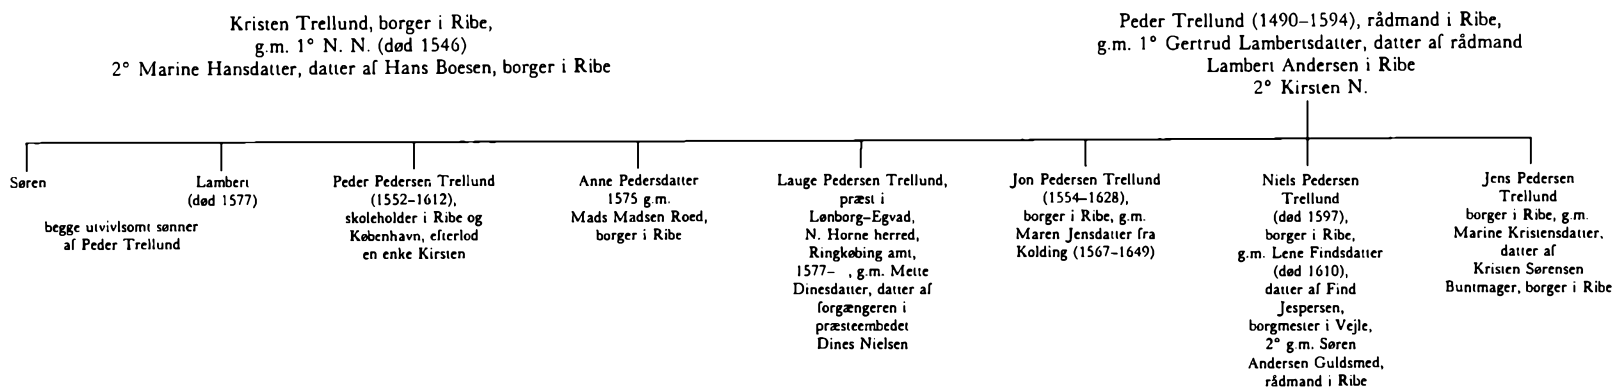 Kristen Trellund, borger i Ribe,
g.m. 1° N. N. (død 1546)
2° Marine Hansdatter, datter af Hans Boesen, borger i Ribe
Peder Trellund (1490–1594), rådmand i Ribe,
g.m. 1° Gertrud Lambertsdatter, datter af rådmand
Lambert Andersen i Ribe
2° Kirsten N.
Søren
Lambert
(død 1577)
begge utvivlsomt sønner
af Peder Trellund
Peder Pedersen Trellund
(1552–1612),
skoleholder i Ribe og
København, efterlod
en enke Kirsten
Anne Pedersdatter
1575 g.m.
Mads Madsen Roed,
borger i Ribe
Lauge Pedersen Trellund,
præst i
Lønborg-Egvad,
N. Horne herred,
Ringkøbing amt,
1577– , g.m. Mette
Dinesdatter, datter af
forgængeren i
præsteembedet
Dines Nielsen
Jon Pedersen Trellund
(1554–1628),
borger i Ribe, g.m.
Maren Jensdatter fra
Kolding (1567–1649)
Niels Pedersen
Trellund
(død 1597),
borger i Ribe,
g.m. Lene Findsdatter
(død 1610),
datter af Find
Jespersen,
borgmester i Vejle,
2° g.m. Søren
Andersen Guldsmed,
rådmand i Ribe
Jens Pedersen
Trellund
borger i Ribe, g.m.
Marine Kristensdatter,
datter af
Kristen Sørensen
Buntmager, borger i Ribe